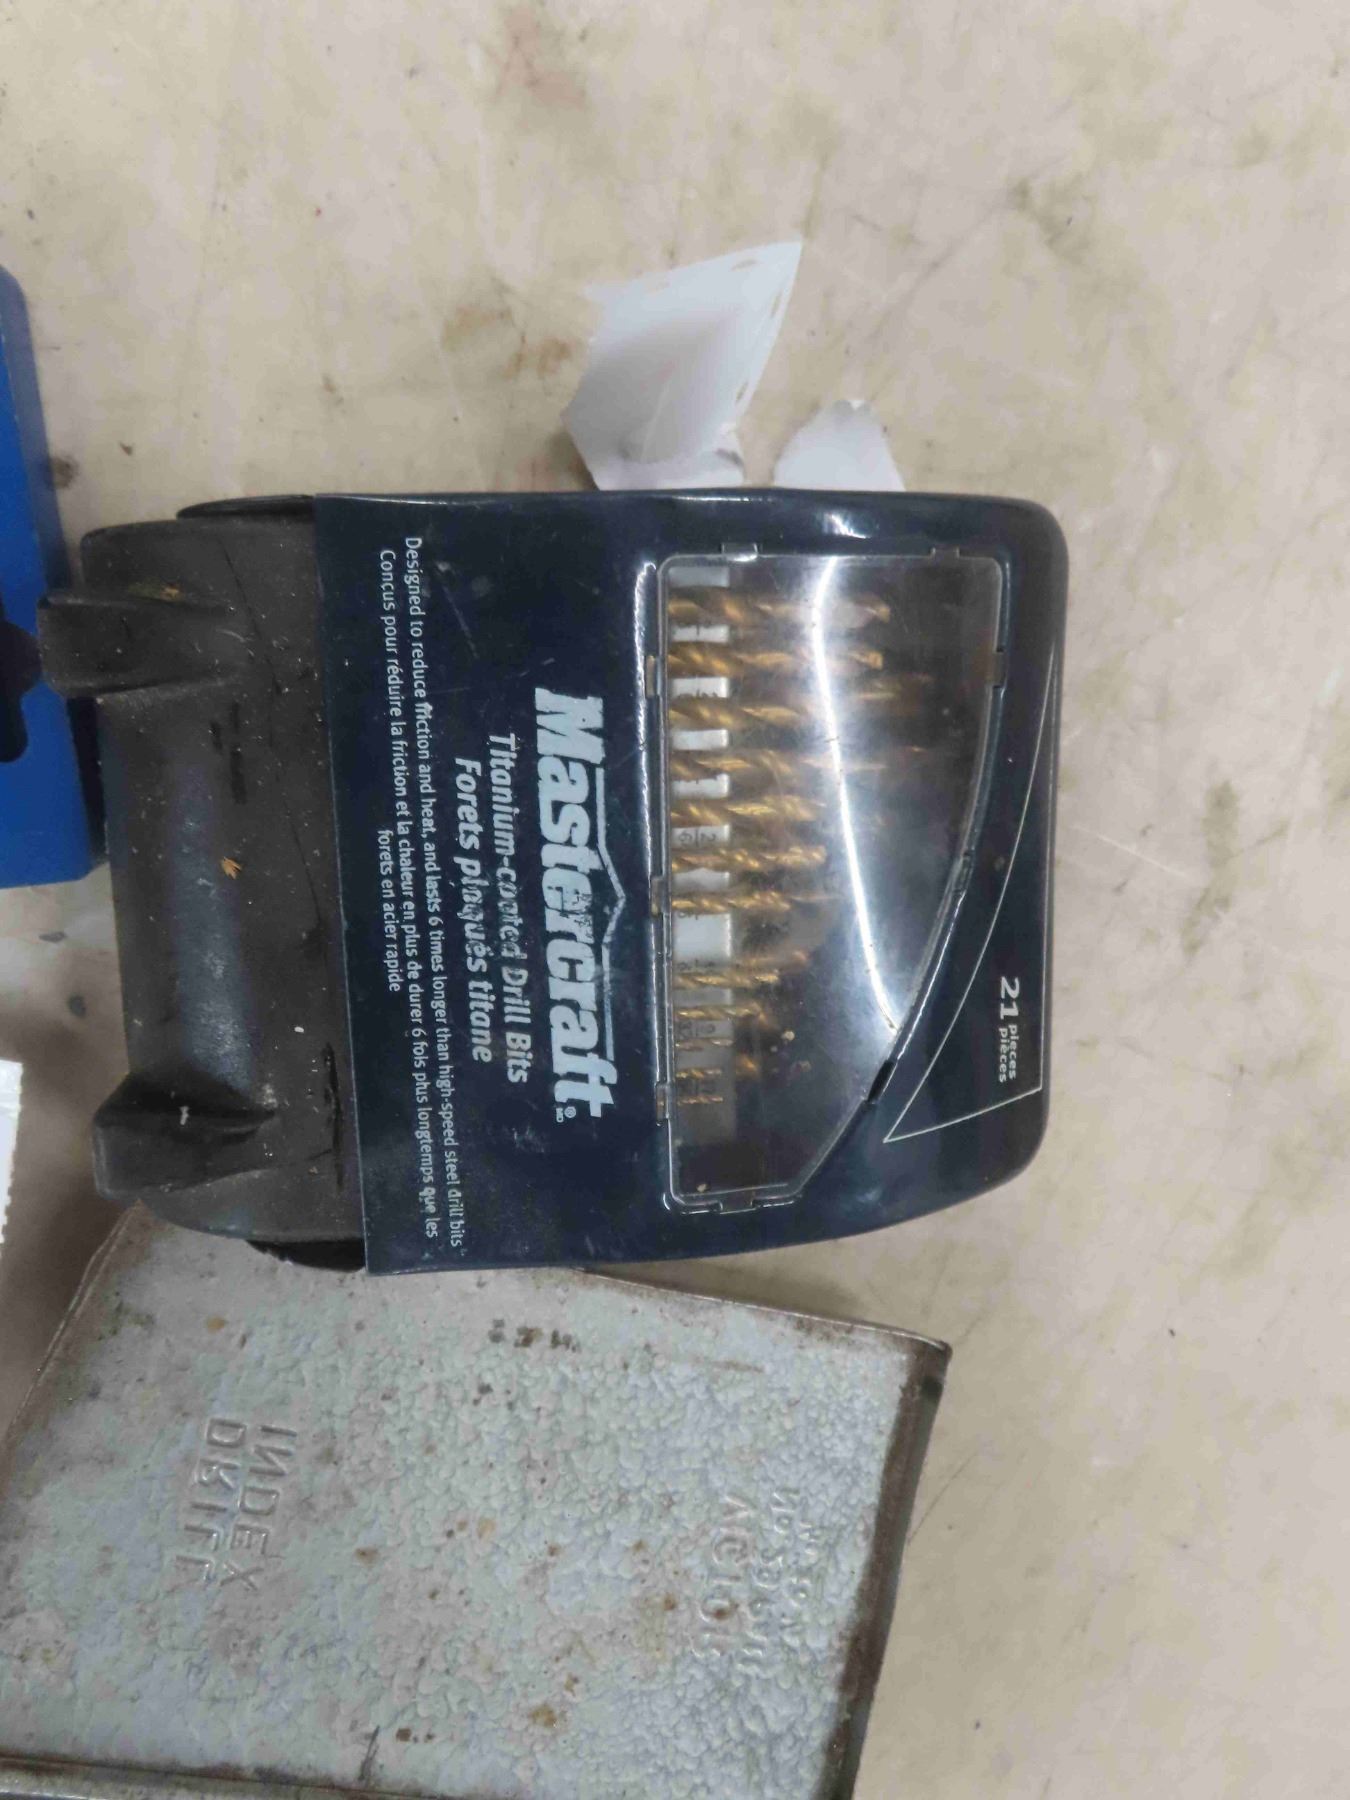 21 pieces
pièces
Mastercraft® MD
Titanium-coated Drill Bits
Forets plaqués titane
Designed to reduce friction and heat, and lasts 6 times longer than high-speed steel drill bits
Conçus pour réduire la friction et la chaleur en plus de durer 6 fois plus longtemps que les
forets en acier rapide
INDEX